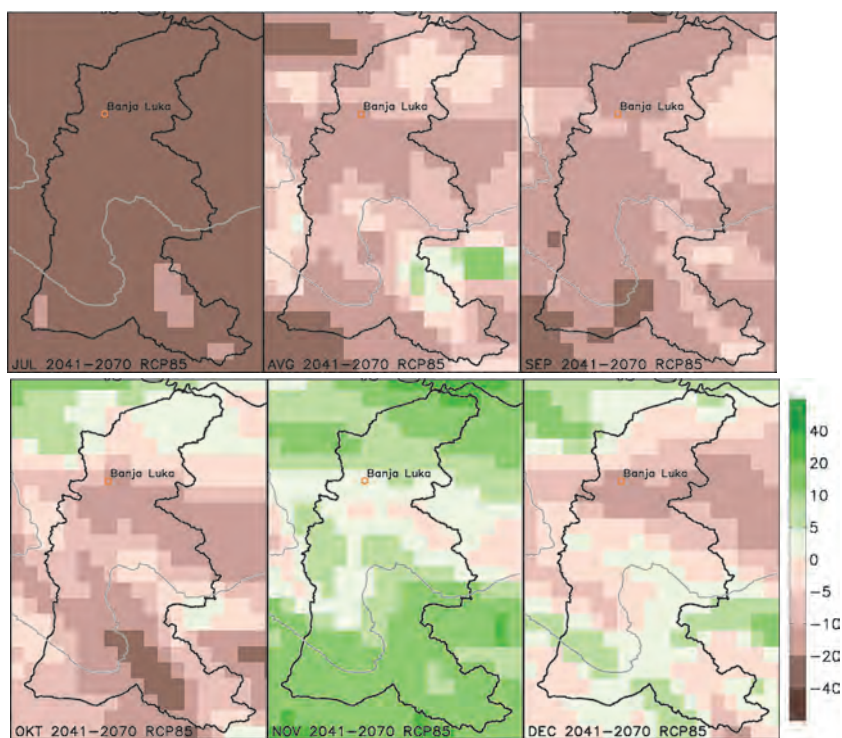 Banja Luka
Banja Luka
Banja Luka
JUL 2041-2070 RCP85
AVG 2041-2070 RCP85
SEP 2041-2070 RCP85
Banja Luka
Banja Luka
Banja Luka
40
20
10
5
0
-5
-10
-20
-40
OKT 2041-2070 RCP85
NOV 2041-2070 RCP85
DEC 2041-2070 RCP85